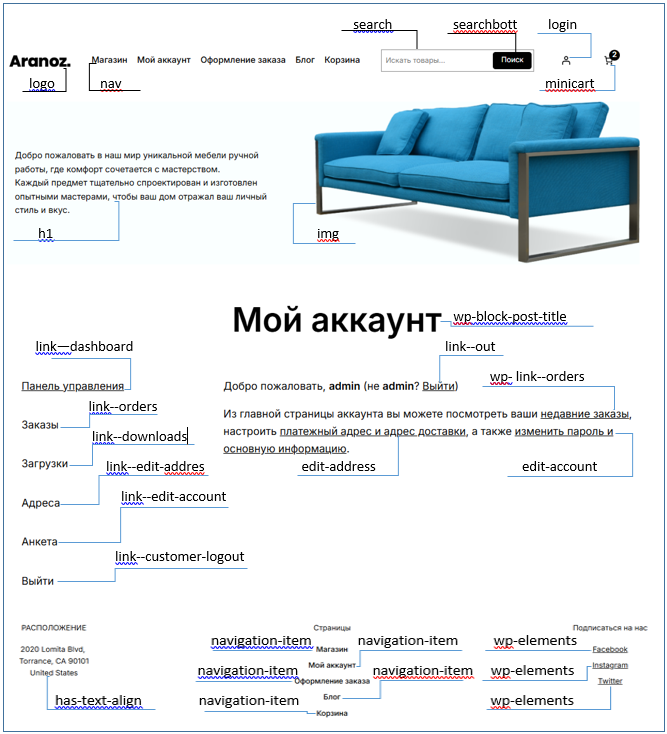 search searchbott login
Aranoz. Магазин Мой аккаунт Оформление заказа Блог Корзина Искать товары... Поиск 2
logo nav minicart
Добро пожаловать в наш мир уникальной мебели ручной
работы, где комфорт сочетается с мастерством.
Каждый предмет тщательно спроектирован и изготовлен
опытными мастерами, чтобы ваш дом отражал ваш личный
стиль и вкус.
h1 img
Мой аккаунт wp-block-post-title
link—dashboard link--out
wp- link--orders
Панель управления Добро пожаловать, admin (не admin? Выйти)
link--orders
Заказы
Из главной страницы аккаунта вы можете посмотреть ваши недавние заказы,
настроить платежный адрес и адрес доставки, а также изменить пароль и
основную информацию.
link--downloads
Загрузки link--edit-addres edit-address edit-account
Адреса link--edit-account
Анкета
link--customer-logout
Выйти
РАСПОЛОЖЕНИЕ Страницы Подписаться на нас
navigation-item navigation-item wp-elements
2020 Lomita Blvd, Магазин Facebook
Torrance, CA 90101 Мой аккаунт Instagram
United States navigation-item navigation-item wp-elements
Оформление заказа Twitter
has-text-align navigation-item Блог wp-elements
Корзина